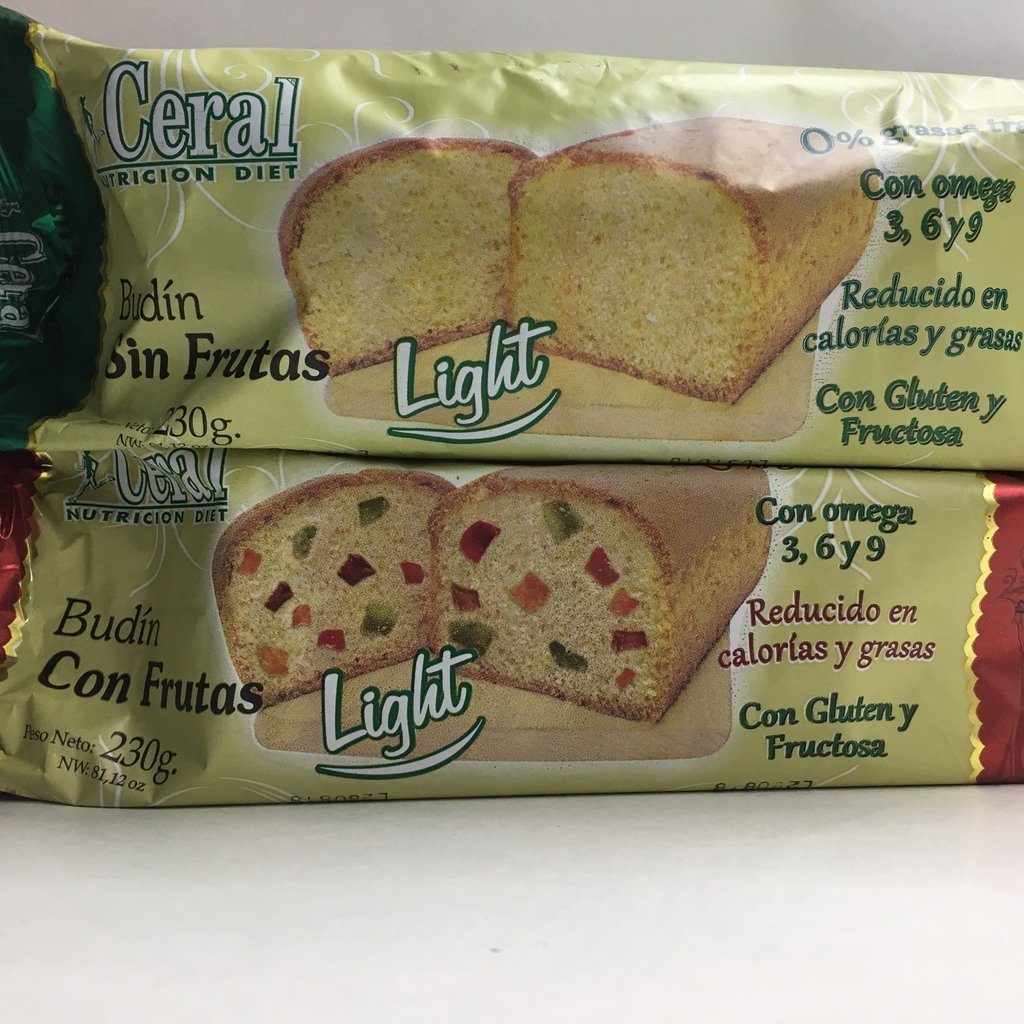 Ceral
NUTRICION DIET
Budín
Sin Frutas
230g.
Light
0% grasas
Con omega
3, 6 y 9
Reducido en
calorías y grasas
Con Gluten y
Fructosa
Ceral
NUTRICION DIET
Budín
Con Frutas
Peso Neto: 230g.
NW: 81,12 oz
Light
Con omega
3, 6 y 9
Reducido en
calorías y grasas
Con Gluten y
Fructosa